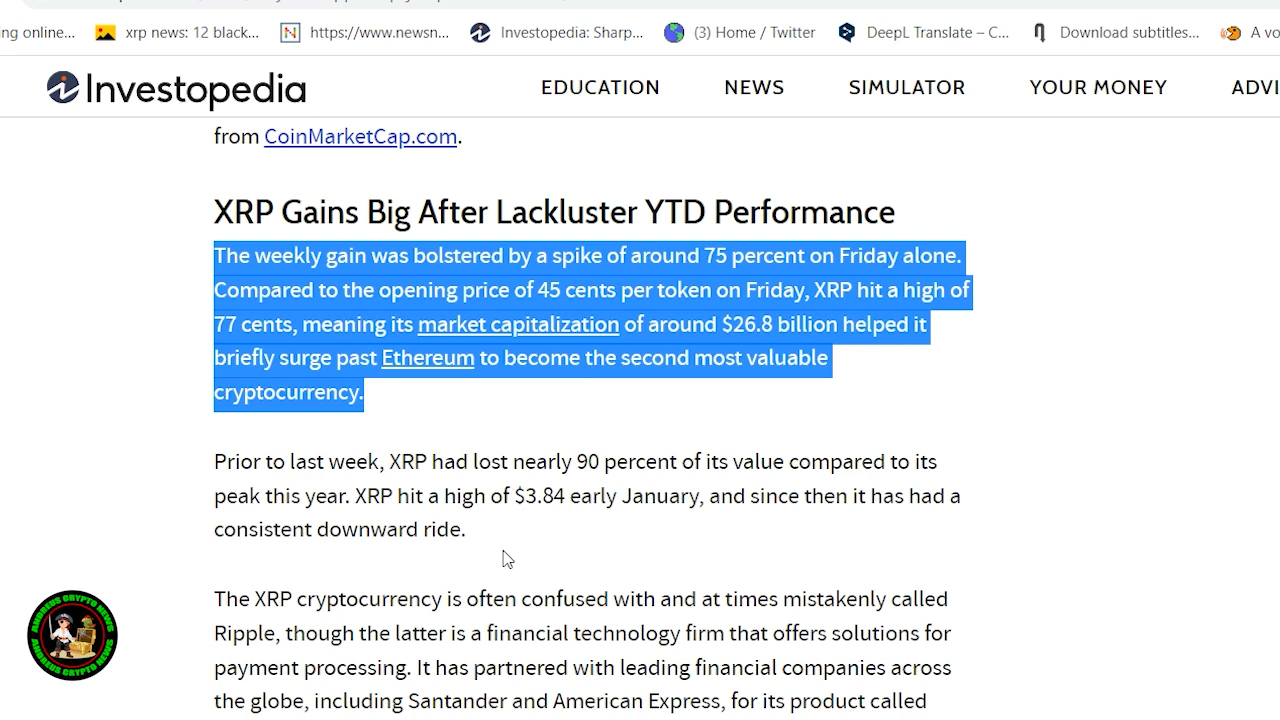 ing online...
xrp news: 12 black...
https://www.newsn...
Investopedia: Sharp...
(3) Home / Twitter
DeepL Translate – C...
Download subtitles...
A vo
Investopedia
EDUCATION
NEWS
SIMULATOR
YOUR MONEY
ADVI
from CoinMarketCap.com.
XRP Gains Big After Lackluster YTD Performance
The weekly gain was bolstered by a spike of around 75 percent on Friday alone.
Compared to the opening price of 45 cents per token on Friday, XRP hit a high of
77 cents, meaning its market capitalization of around $26.8 billion helped it
briefly surge past Ethereum to become the second most valuable
cryptocurrency.
Prior to last week, XRP had lost nearly 90 percent of its value compared to its
peak this year. XRP hit a high of $3.84 early January, and since then it has had a
consistent downward ride.
The XRP cryptocurrency is often confused with and at times mistakenly called
Ripple, though the latter is a financial technology firm that offers solutions for
payment processing. It has partnered with leading financial companies across
the globe, including Santander and American Express, for its product called
ANDREUS CRYPTO NEWS
ANDREUS CRYPTO NEWS